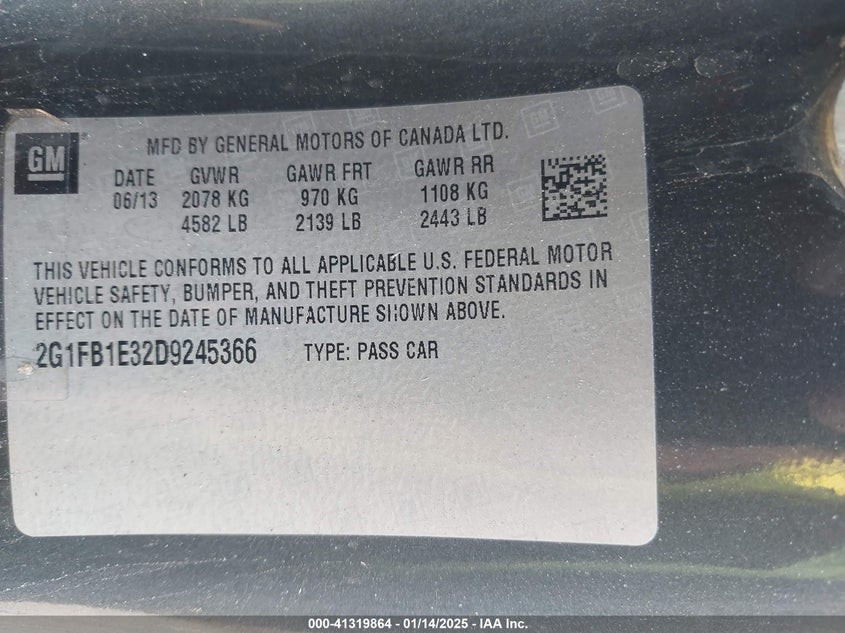 GM
MFD BY GENERAL MOTORS OF CANADA LTD.
DATE GVWR GAWR FRT GAWR RR
06/13 2078 KG 970 KG 1108 KG
4582 LB 2139 LB 2443 LB
THIS VEHICLE CONFORMS TO ALL APPLICABLE U.S. FEDERAL MOTOR
VEHICLE SAFETY, BUMPER, AND THEFT PREVENTION STANDARDS IN
EFFECT ON THE DATE OF MANUFACTURE SHOWN ABOVE.
2G1FB1E32D9245366 TYPE: PASS CAR
000-41319864 - 01/14/2025 - IAA Inc.